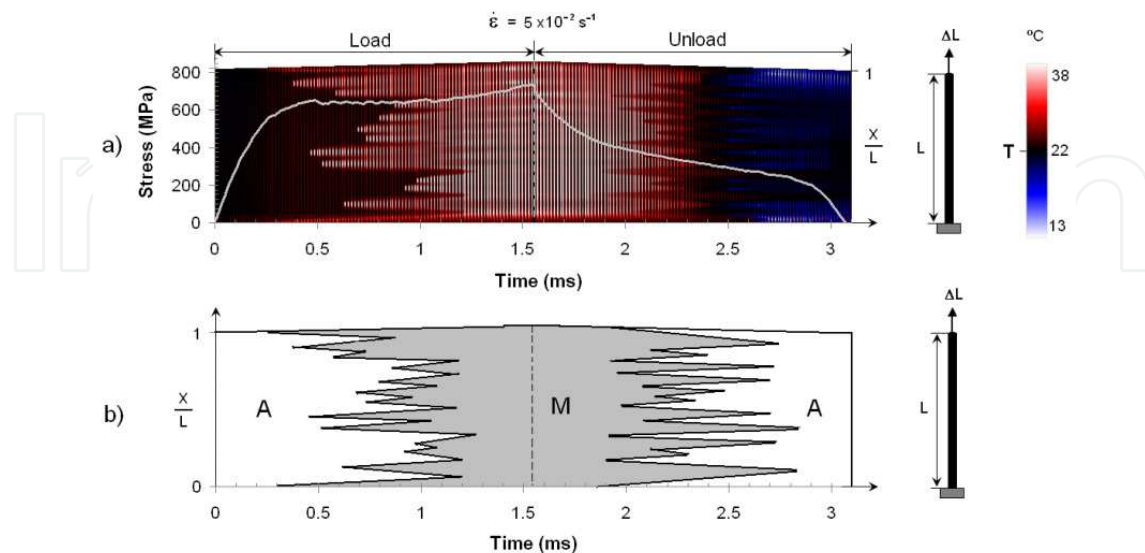 ε̇ = 5 x10⁻² s⁻¹
Load
Unload
a)
Stress (MPa)
800
600
400
200
0
1
X
L
0
0.5
1
1.5
2
2.5
3
Time (ms)
ΔL
L
ºC
38
T
22
13
b)
X
L
1
0
A
M
A
0
0.5
1
1.5
2
2.5
3
Time (ms)
ΔL
L